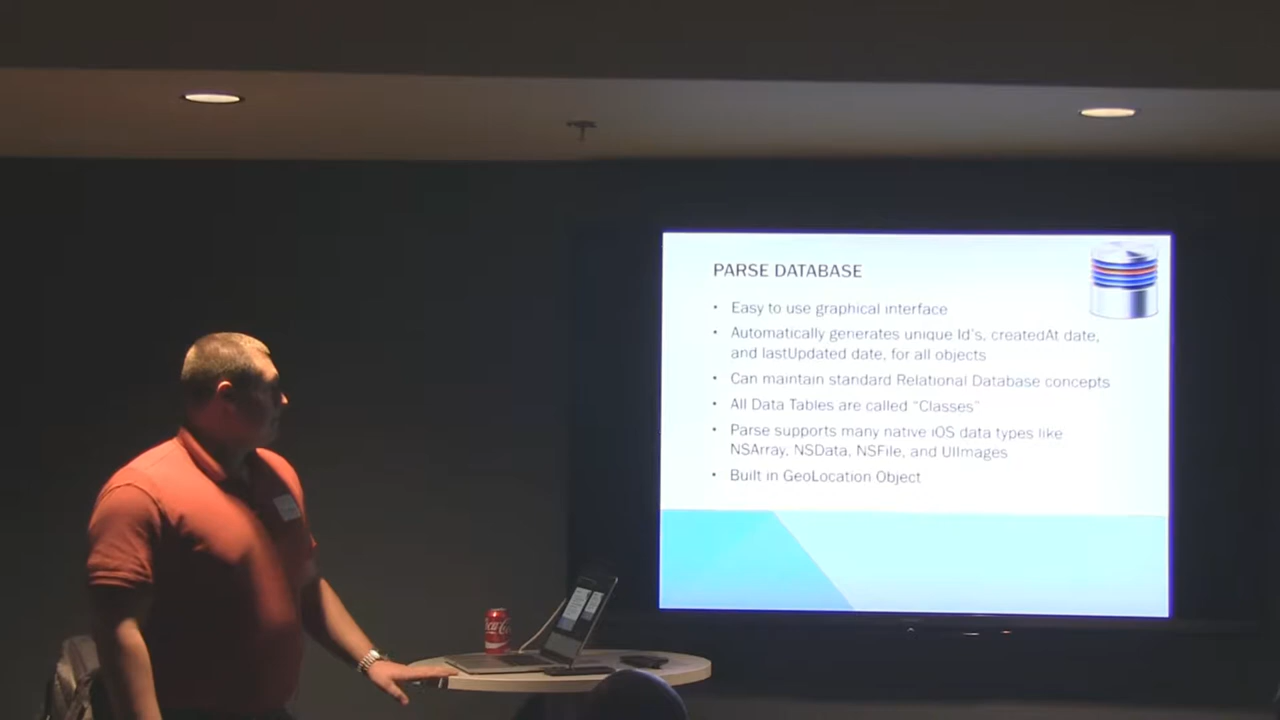 PARSE DATABASE
• Easy to use graphical interface
• Automatically generates unique Id's, createdAt date,
and lastUpdated date, for all objects
• Can maintain standard Relational Database concepts
• All Data Tables are called "Classes"
• Parse supports many native iOS data types like
NSArray, NSData, NSFile, and UIImages
• Built in GeoLocation Object
Coca-Cola